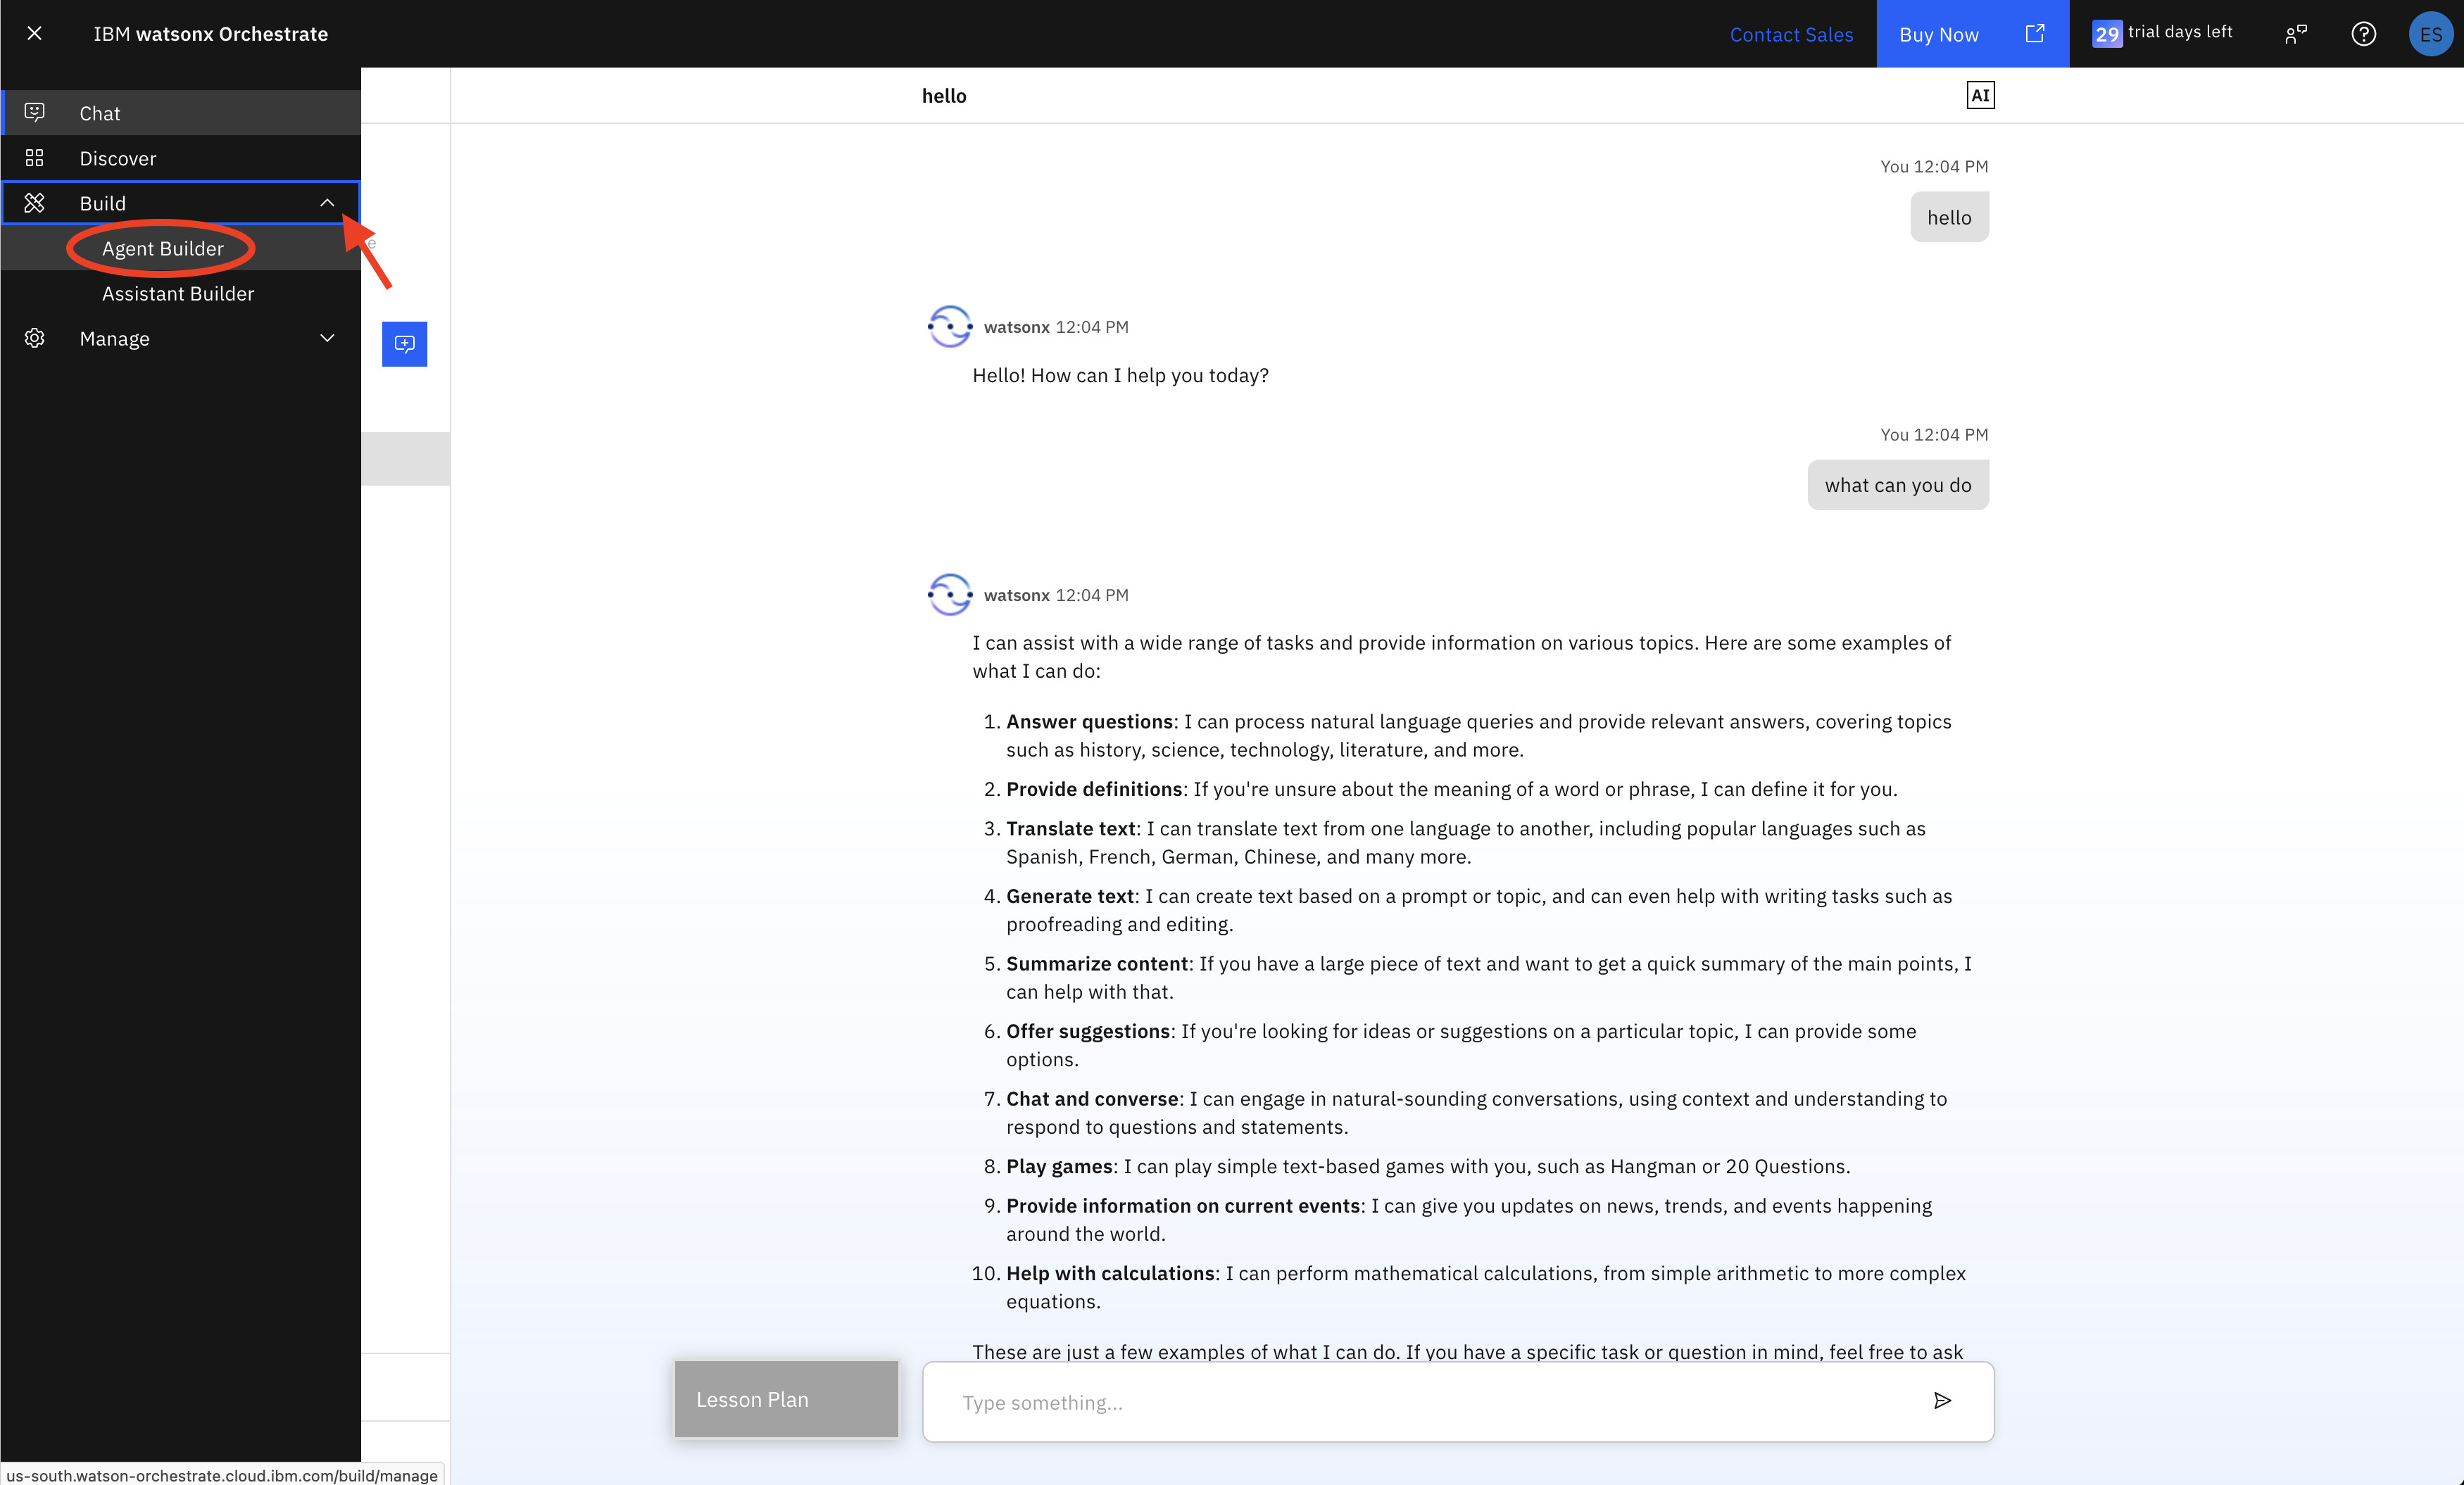 IBM watsonx Orchestrate
Contact Sales
Buy Now
29 trial days left
ES
Chat
Discover
Build
Agent Builder
Assistant Builder
Manage
e
hello
AI
You 12:04 PM
hello
watsonx 12:04 PM
Hello! How can I help you today?
You 12:04 PM
what can you do
watsonx 12:04 PM
I can assist with a wide range of tasks and provide information on various topics. Here are some examples of
what I can do:
1. Answer questions: I can process natural language queries and provide relevant answers, covering topics
such as history, science, technology, literature, and more.
2. Provide definitions: If you're unsure about the meaning of a word or phrase, I can define it for you.
3. Translate text: I can translate text from one language to another, including popular languages such as
Spanish, French, German, Chinese, and many more.
4. Generate text: I can create text based on a prompt or topic, and can even help with writing tasks such as
proofreading and editing.
5. Summarize content: If you have a large piece of text and want to get a quick summary of the main points, I
can help with that.
6. Offer suggestions: If you're looking for ideas or suggestions on a particular topic, I can provide some
options.
7. Chat and converse: I can engage in natural-sounding conversations, using context and understanding to
respond to questions and statements.
8. Play games: I can play simple text-based games with you, such as Hangman or 20 Questions.
9. Provide information on current events: I can give you updates on news, trends, and events happening
around the world.
10. Help with calculations: I can perform mathematical calculations, from simple arithmetic to more complex
equations.
These are just a few examples of what I can do. If you have a specific task or question in mind, feel free to ask
Lesson Plan
Type something...
us-south.watson-orchestrate.cloud.ibm.com/build/manage